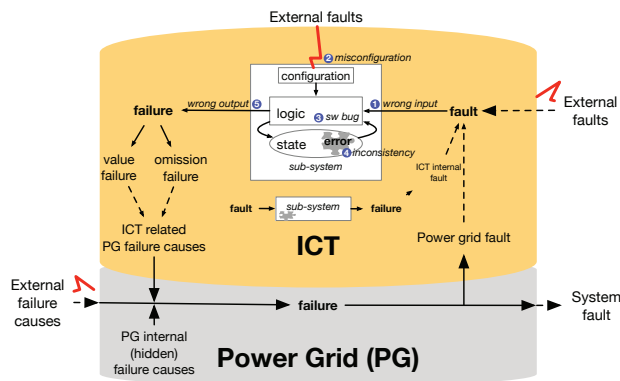 External faults
② misconfiguration
configuration
wrong output ⑤
① wrong input
failure
logic
③ sw bug
fault
External
faults
state
error
④ inconsistency
sub-system
value
failure
omission
failure
ICT internal
fault
fault
sub-system
failure
ICT related
PG failure causes
ICT
Power grid fault
External
failure
causes
failure
System
fault
PG internal
(hidden)
failure causes
Power Grid (PG)